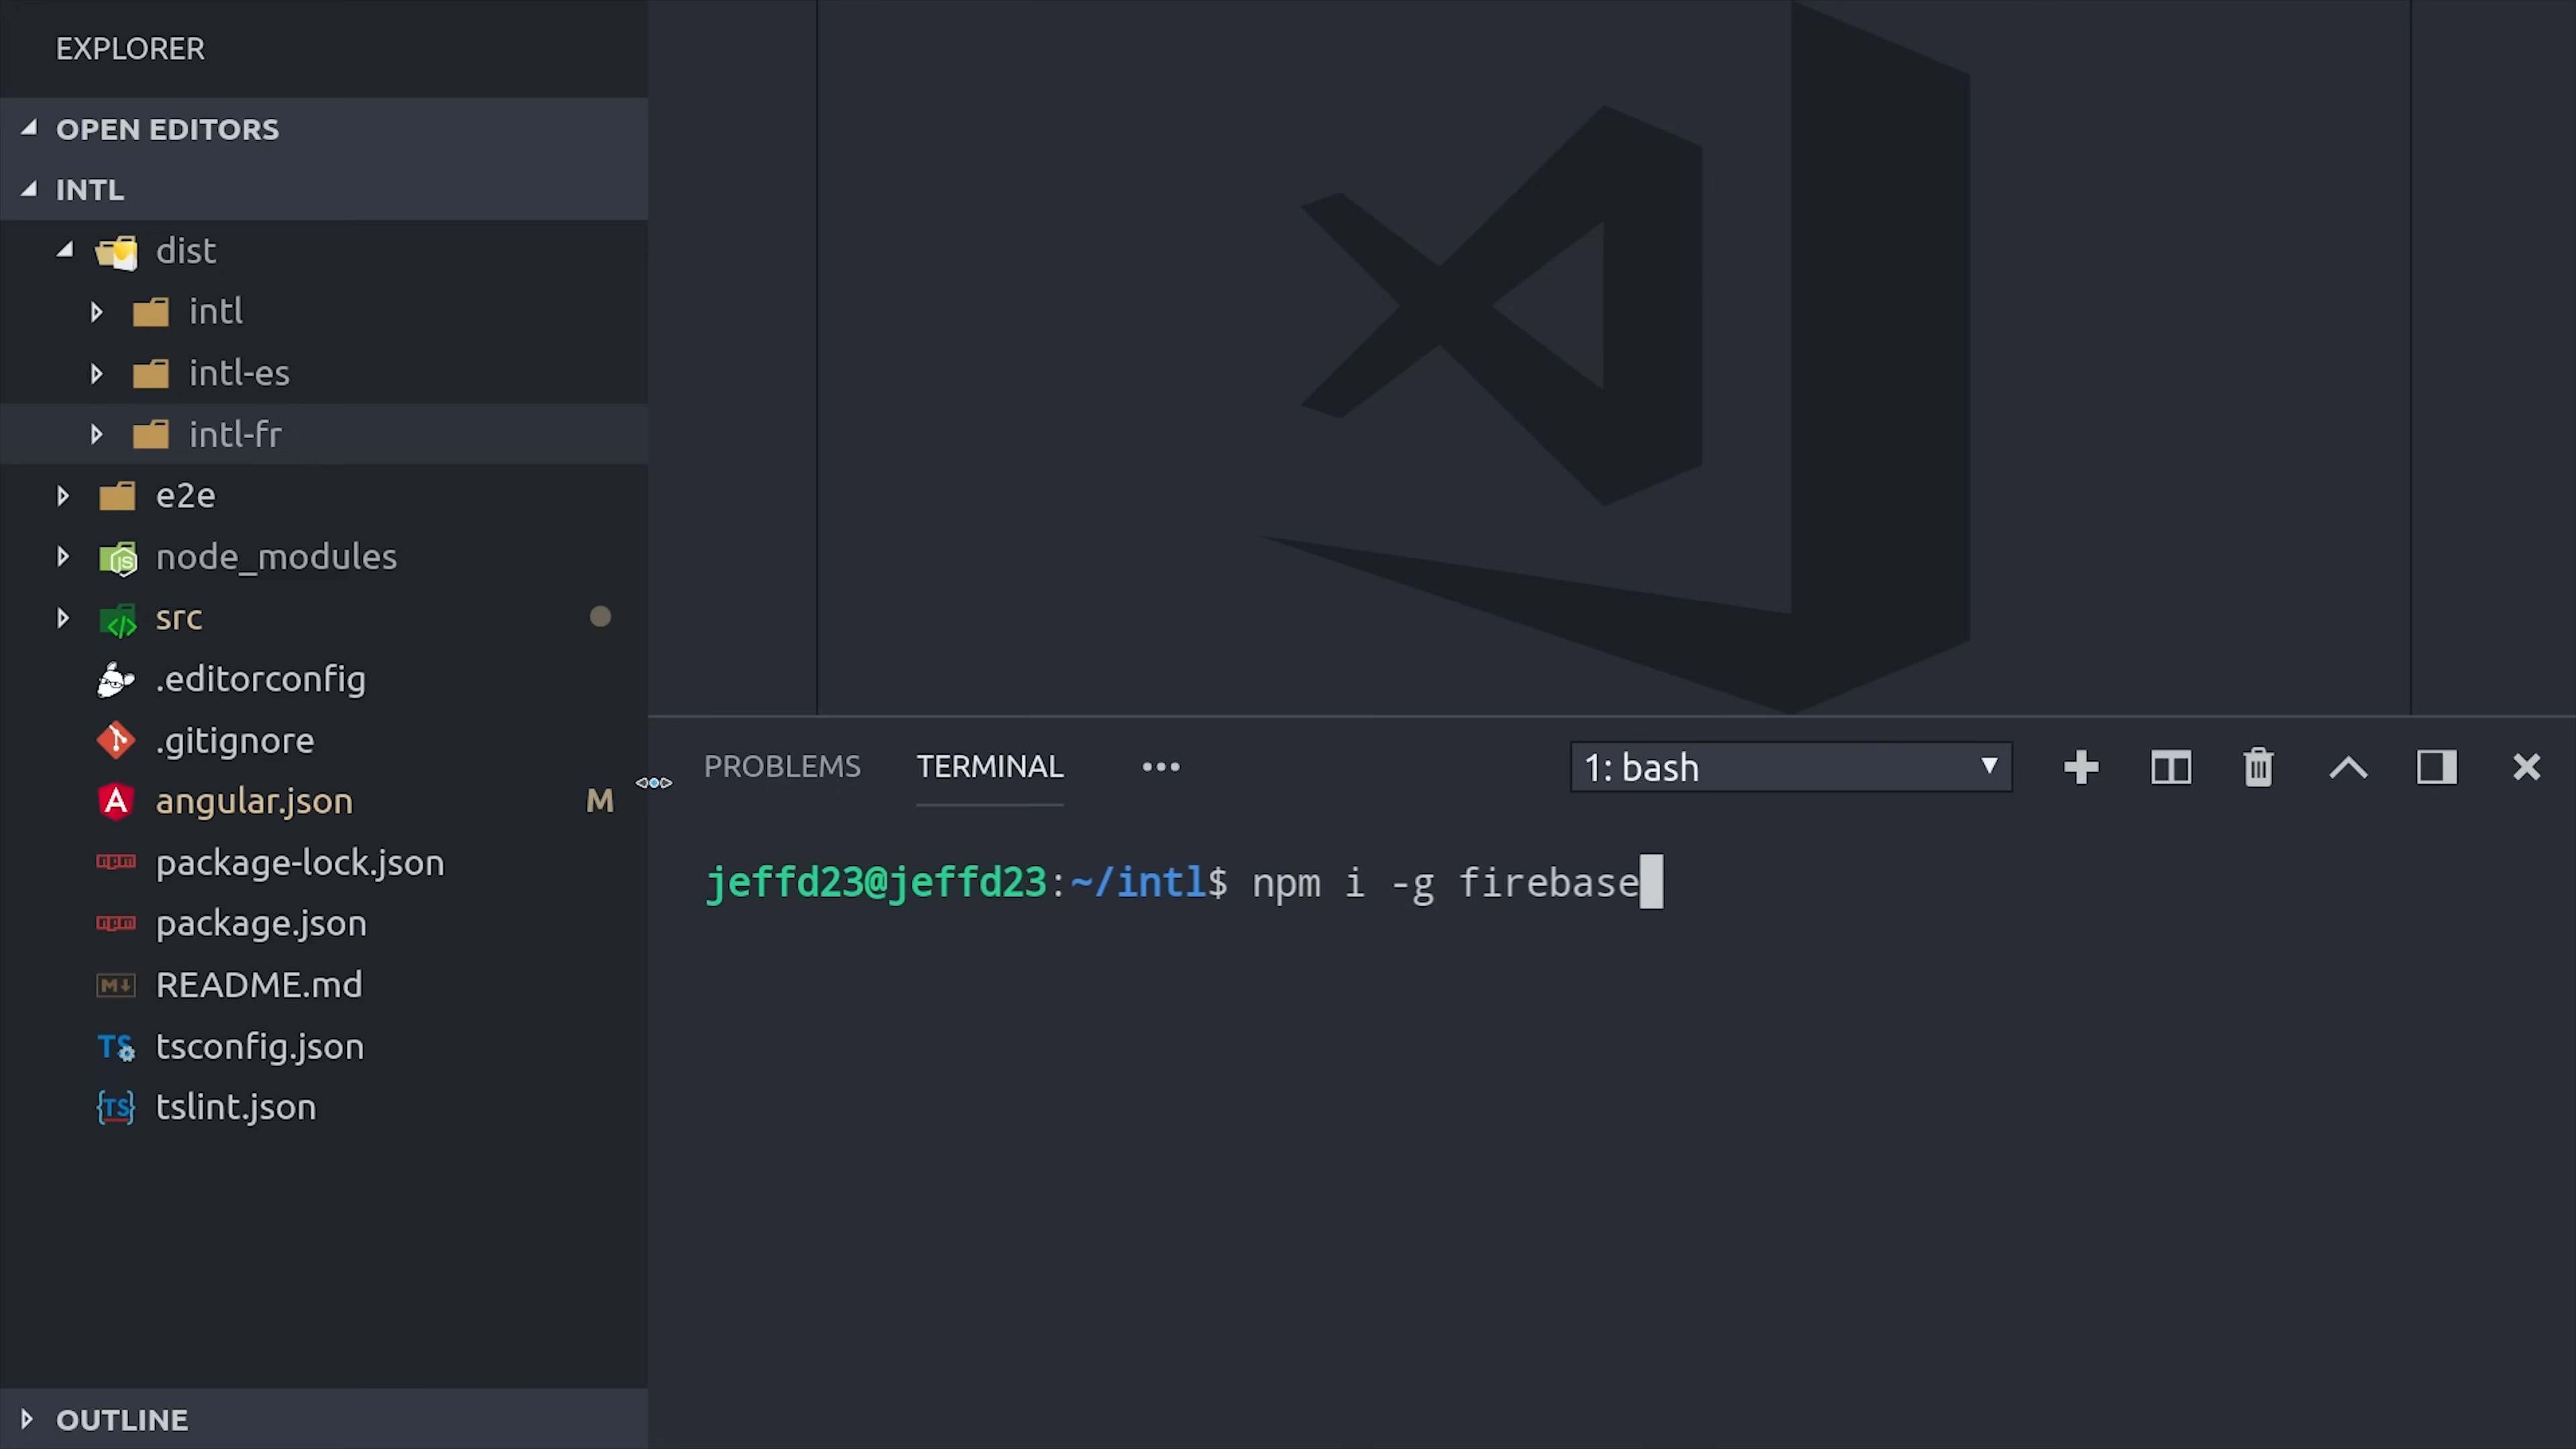 EXPLORER
OPEN EDITORS
INTL
dist
intl
intl-es
intl-fr
e2e
node_modules
src
.editorconfig
.gitignore
angular.json M
package-lock.json
package.json
README.md
tsconfig.json
tslint.json
OUTLINE
PROBLEMS TERMINAL ••• 1: bash
jeffd23@jeffd23:~/intl$ npm i -g firebase